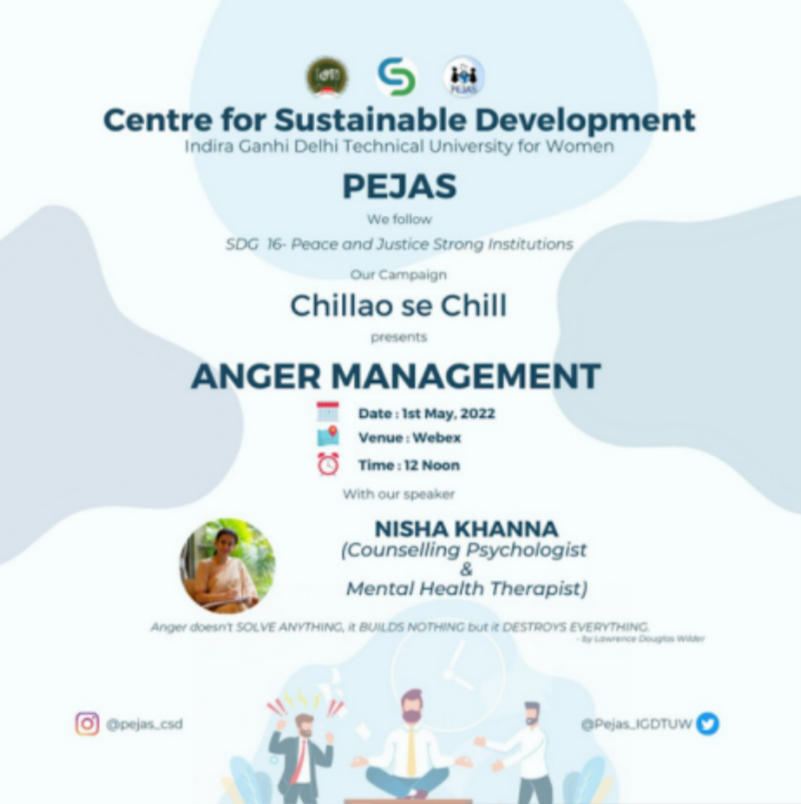 PEJAS
Centre for Sustainable Development
Indira Ganhi Delhi Technical University for Women
PEJAS
We follow
SDG 16- Peace and Justice Strong Institutions
Our Campaign
Chillao se Chill
presents
ANGER MANAGEMENT
Date : 1st May, 2022
Venue : Webex
Time : 12 Noon
With our speaker
NISHA KHANNA
(Counselling Psychologist
&
Mental Health Therapist)
Anger doesn't SOLVE ANYTHING, it BUILDS NOTHING but it DESTROYS EVERYTHING.
- by Lawrence Douglas Wilder
@pejas_csd
@Pejas_IGDTUW